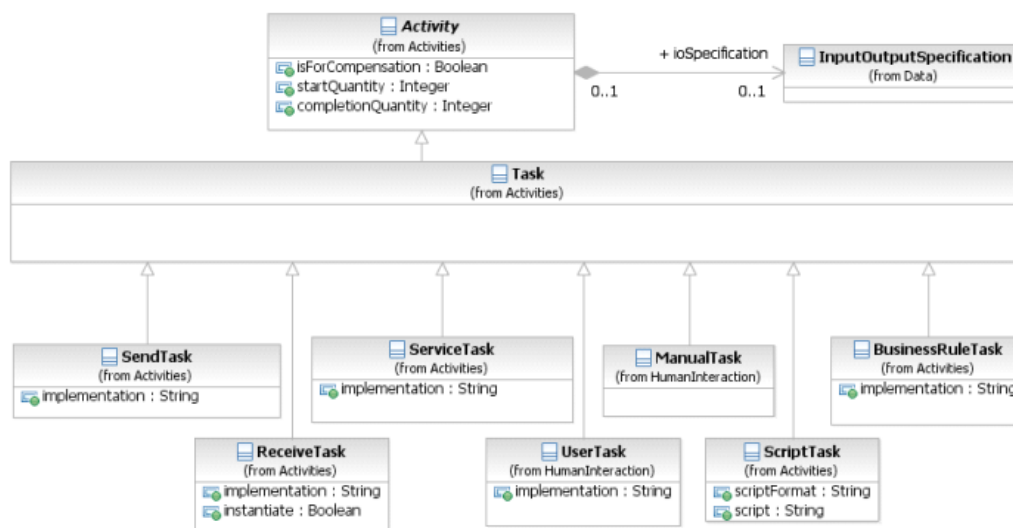 Activity
(from Activities)
isForCompensation : Boolean
startQuantity : Integer
completionQuantity : Integer
+ ioSpecification
0..1
0..1
InputOutputSpecification
(from Data)
Task
(from Activities)
SendTask
(from Activities)
implementation : String
ServiceTask
(from Activities)
implementation : String
ManualTask
(from HumanInteraction)
BusinessRuleTask
(from Activities)
implementation : String
ReceiveTask
(from Activities)
implementation : String
instantiate : Boolean
UserTask
(from HumanInteraction)
implementation : String
ScriptTask
(from Activities)
scriptFormat : String
script : String